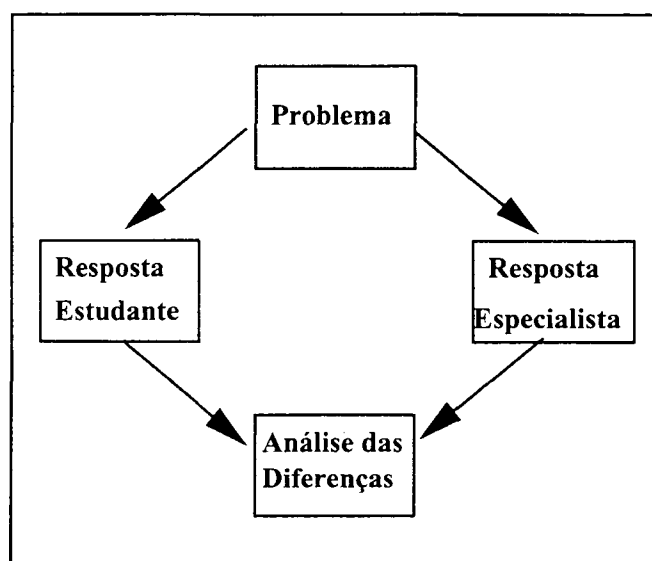 Problema
Resposta
Estudante
Resposta
Especialista
Análise das
Diferenças